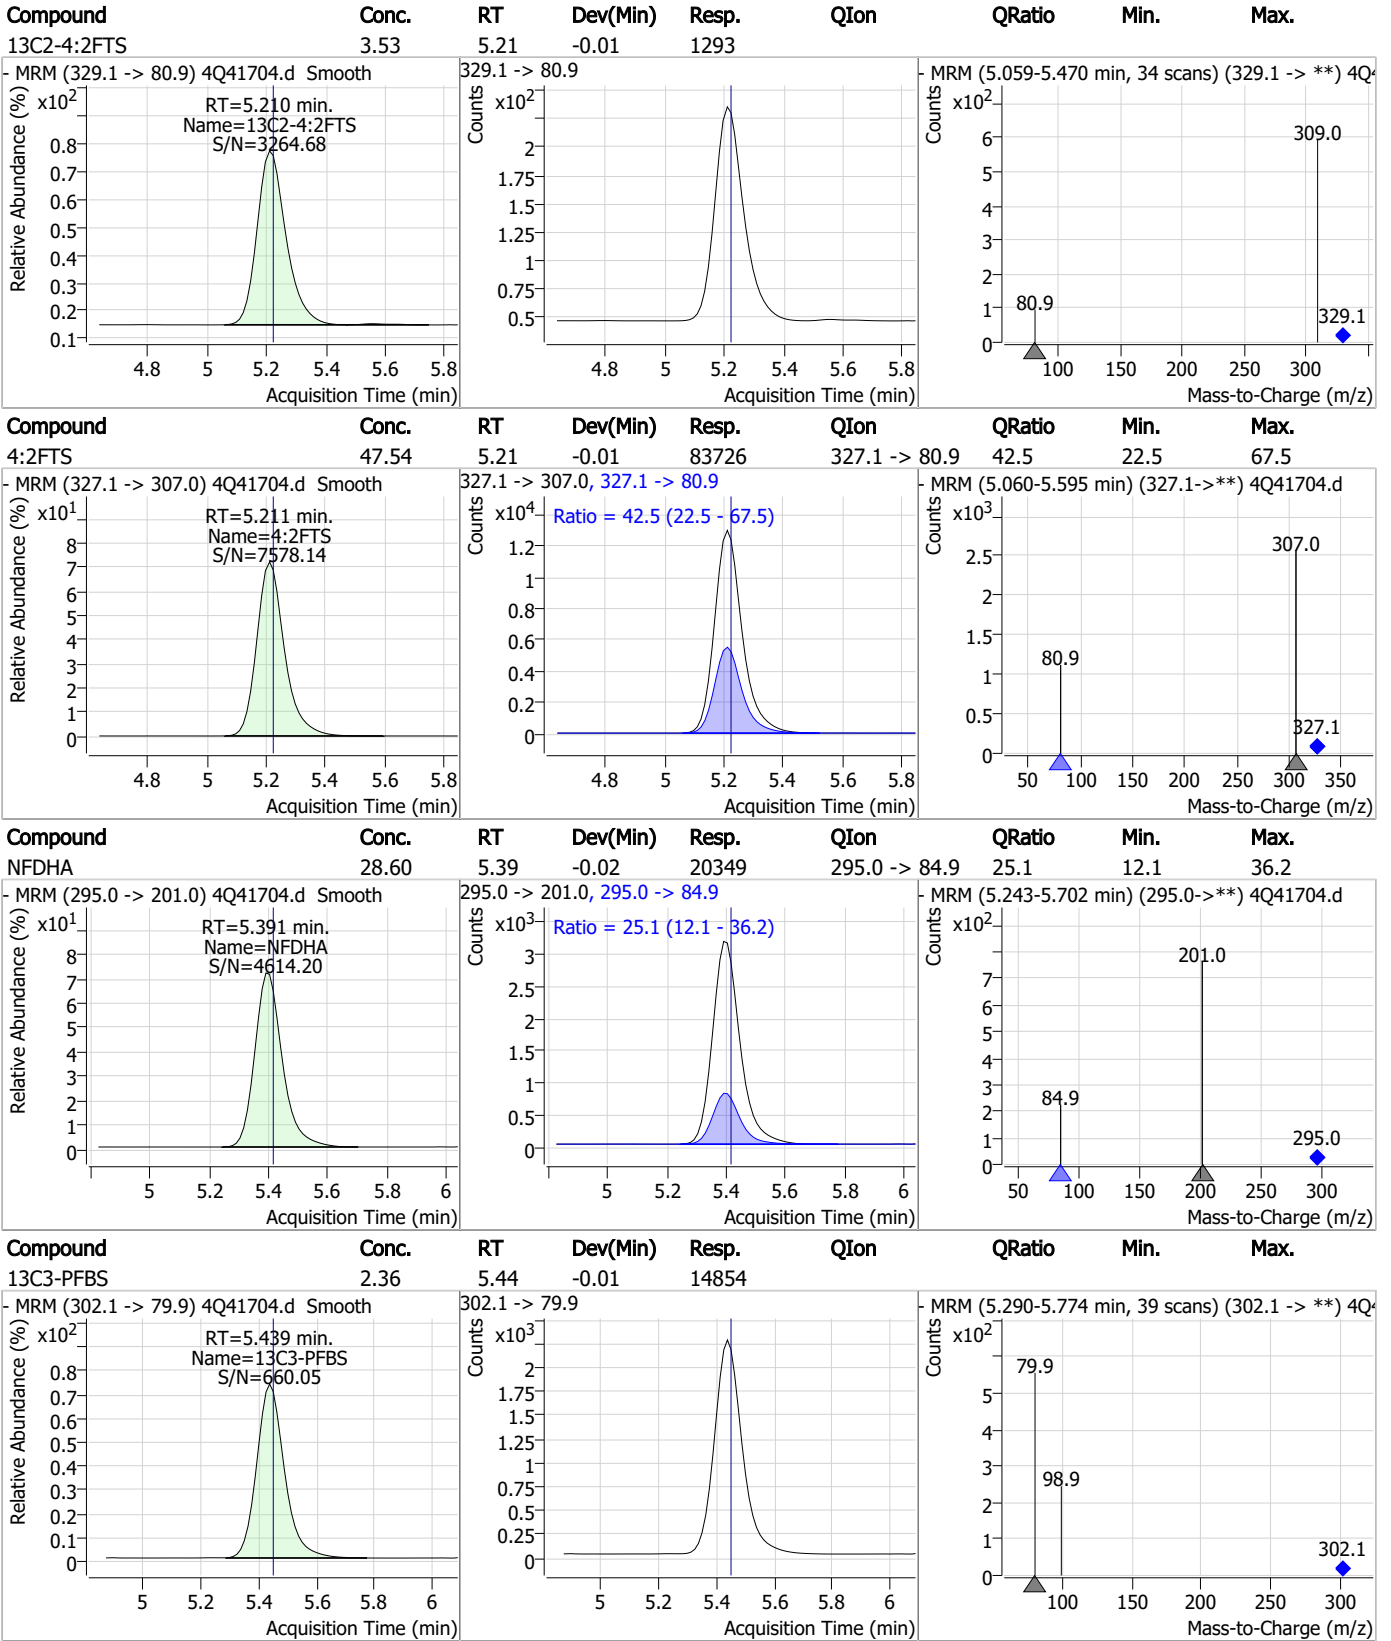 Compound Conc. RT Dev(Min) Resp. QIon QRatio Min. Max.
13C2-4:2FTS 3.53 5.21 -0.01 1293
- MRM (329.1 -> 80.9) 4Q41704.d Smooth
329.1 -> 80.9
- MRM (5.059-5.470 min, 34 scans) (329.1 -> **) 4Q4
Relative Abundance (%)
x10²
RT=5.210 min.
Name=13C2-4:2FTS
S/N=3264.68
0.8
0.7
0.6
0.5
0.4
0.3
0.2
0.1
4.8 5 5.2 5.4 5.6 5.8
Acquisition Time (min)
Counts
x10²
2
1.75
1.5
1.25
1
0.75
0.5
4.8 5 5.2 5.4 5.6 5.8
Acquisition Time (min)
Counts
x10²
6
5
4
3
2
1
0
309.0
80.9
329.1
100 150 200 250 300
Mass-to-Charge (m/z)
Compound Conc. RT Dev(Min) Resp. QIon QRatio Min. Max.
4:2FTS 47.54 5.21 -0.01 83726 327.1 -> 80.9 42.5 22.5 67.5
- MRM (327.1 -> 307.0) 4Q41704.d Smooth
327.1 -> 307.0, 327.1 -> 80.9
- MRM (5.060-5.595 min) (327.1->**) 4Q41704.d
Relative Abundance (%)
x10¹
RT=5.211 min.
Name=4:2FTS
S/N=7578.14
8
7
6
5
4
3
2
1
0
4.8 5 5.2 5.4 5.6 5.8
Acquisition Time (min)
Counts
x10⁴
Ratio = 42.5 (22.5 - 67.5)
1.2
1
0.8
0.6
0.4
0.2
0
4.8 5 5.2 5.4 5.6 5.8
Acquisition Time (min)
Counts
x10³
2.5
2
1.5
1
0.5
0
307.0
80.9
327.1
50 100 150 200 250 300 350
Mass-to-Charge (m/z)
Compound Conc. RT Dev(Min) Resp. QIon QRatio Min. Max.
NFDHA 28.60 5.39 -0.02 20349 295.0 -> 84.9 25.1 12.1 36.2
- MRM (295.0 -> 201.0) 4Q41704.d Smooth
295.0 -> 201.0, 295.0 -> 84.9
- MRM (5.243-5.702 min) (295.0->**) 4Q41704.d
Relative Abundance (%)
x10¹
RT=5.391 min.
Name=NFDHA
S/N=4614.20
8
7
6
5
4
3
2
1
0
5 5.2 5.4 5.6 5.8 6
Acquisition Time (min)
Counts
x10³
Ratio = 25.1 (12.1 - 36.2)
3
2.5
2
1.5
1
0.5
0
5 5.2 5.4 5.6 5.8 6
Acquisition Time (min)
Counts
x10²
7
6
5
4
3
2
1
0
201.0
84.9
295.0
50 100 150 200 250 300
Mass-to-Charge (m/z)
Compound Conc. RT Dev(Min) Resp. QIon QRatio Min. Max.
13C3-PFBS 2.36 5.44 -0.01 14854
- MRM (302.1 -> 79.9) 4Q41704.d Smooth
302.1 -> 79.9
- MRM (5.290-5.774 min, 39 scans) (302.1 -> **) 4Q4
Relative Abundance (%)
x10²
RT=5.439 min.
Name=13C3-PFBS
S/N=660.05
0.8
0.7
0.6
0.5
0.4
0.3
0.2
0.1
0
5 5.2 5.4 5.6 5.8 6
Acquisition Time (min)
Counts
x10³
2
1.75
1.5
1.25
1
0.75
0.5
0.25
0
5 5.2 5.4 5.6 5.8 6
Acquisition Time (min)
Counts
x10²
5
4
3
2
1
0
79.9
98.9
302.1
100 150 200 250 300
Mass-to-Charge (m/z)